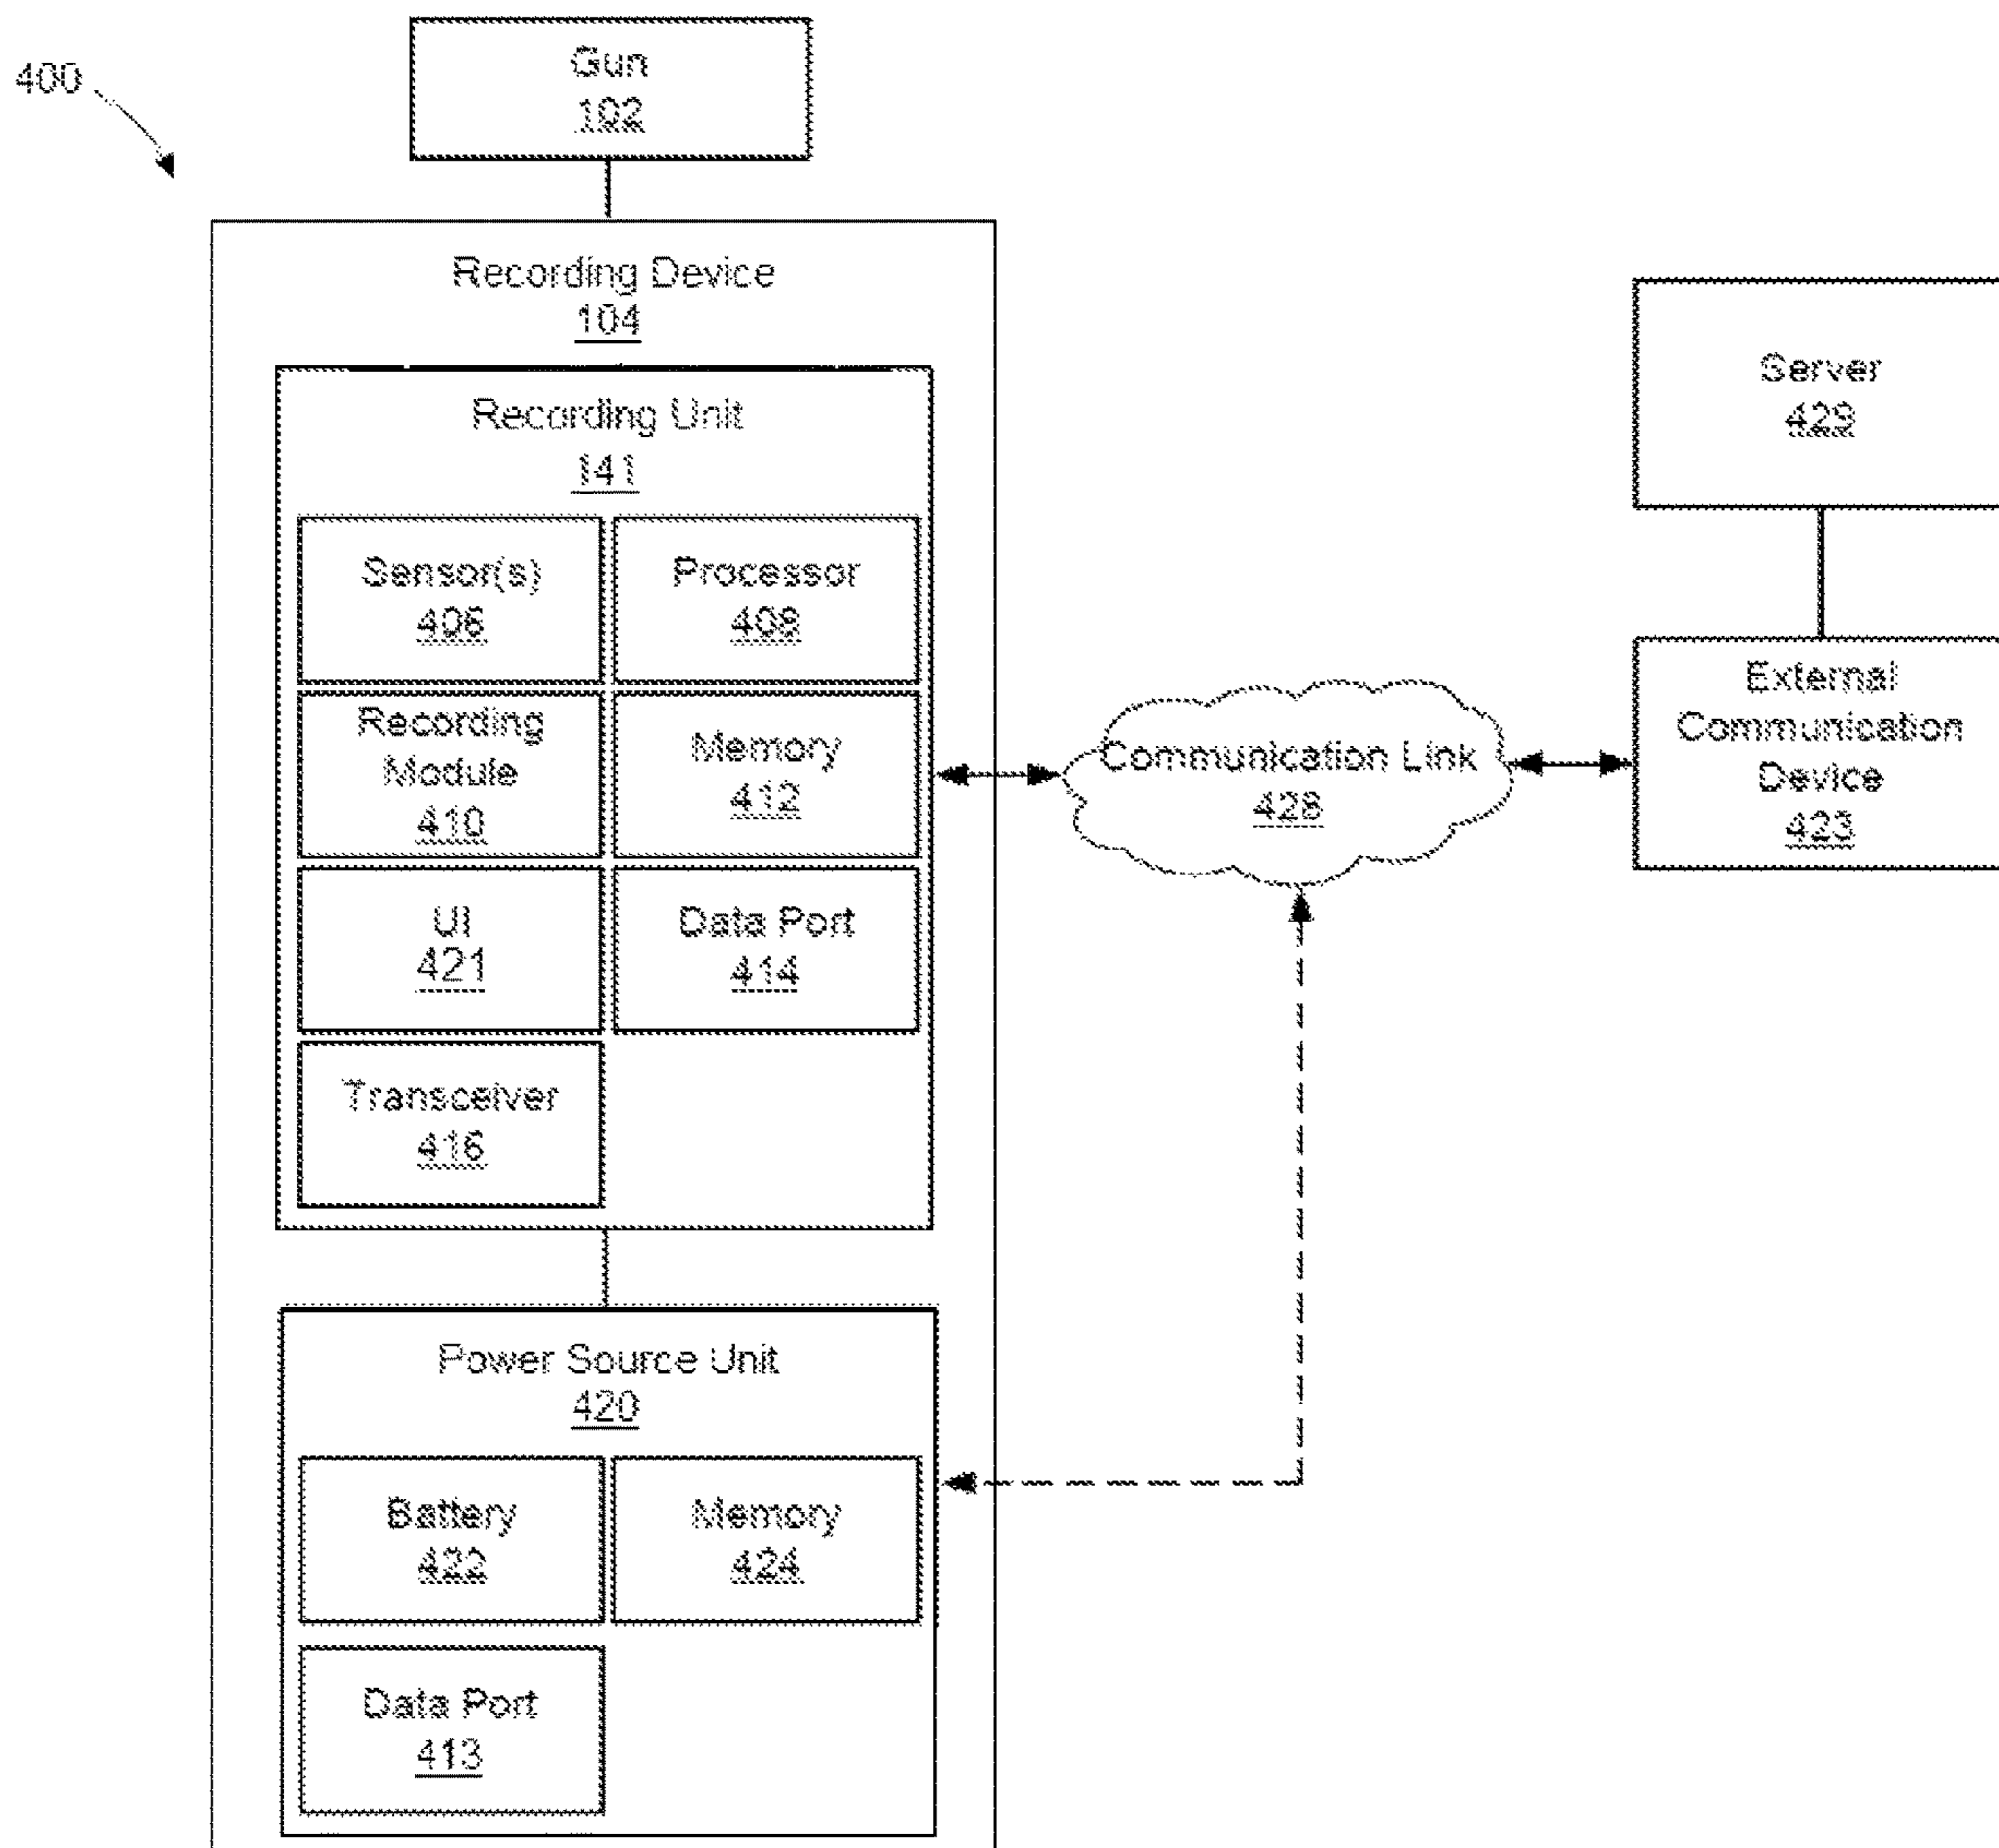 400
Gun
102
Recording Device
104
Recording Unit
141
Sensor(s)
406
Processor
408
Recording
Module
410
Memory
412
UI
421
Data Port
414
Transceiver
416
Power Source Unit
420
Battery
422
Memory
424
Data Port
413
Communication Link
428
Server
429
External
Communication
Device
423